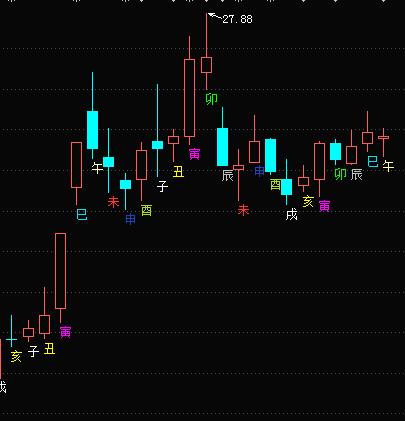 27.88
卯
寅
丑
午
子
辰
申
卯
辰
巳
午
未
申
酉
巳
未
酉
戌
亥
寅
寅
亥
子
丑
戌